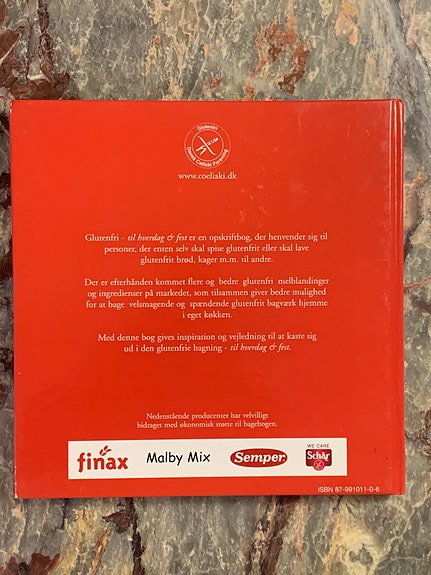 Glutenfri
Dansk Cøliaki Forening
www.coeliaki.dk
Glutenfri - til hverdag & fest er en opskriftbog, der henvender sig til
personer, der enten selv skal spise glutenfrit eller skal lave
glutenfrit brød, kager m.m. til andre.
Der er efterhånden kommet flere og bedre glutenfri melblandinger
og ingredienser på markedet, som tilsammen giver bedre mulighed
for at bage velsmagende og spændende glutenfrit bagværk hjemme
i eget køkken.
Med denne bog gives inspiration og vejledning til at kaste sig
ud i den glutenfrie bagning - til hverdag & fest.
Nedenstående producenter har velvilligt
bidraget med økonomisk støtte til bagebogen.
finax
Malby Mix
Semper
WE CARE
Schär
ISBN 87-991011-0-6